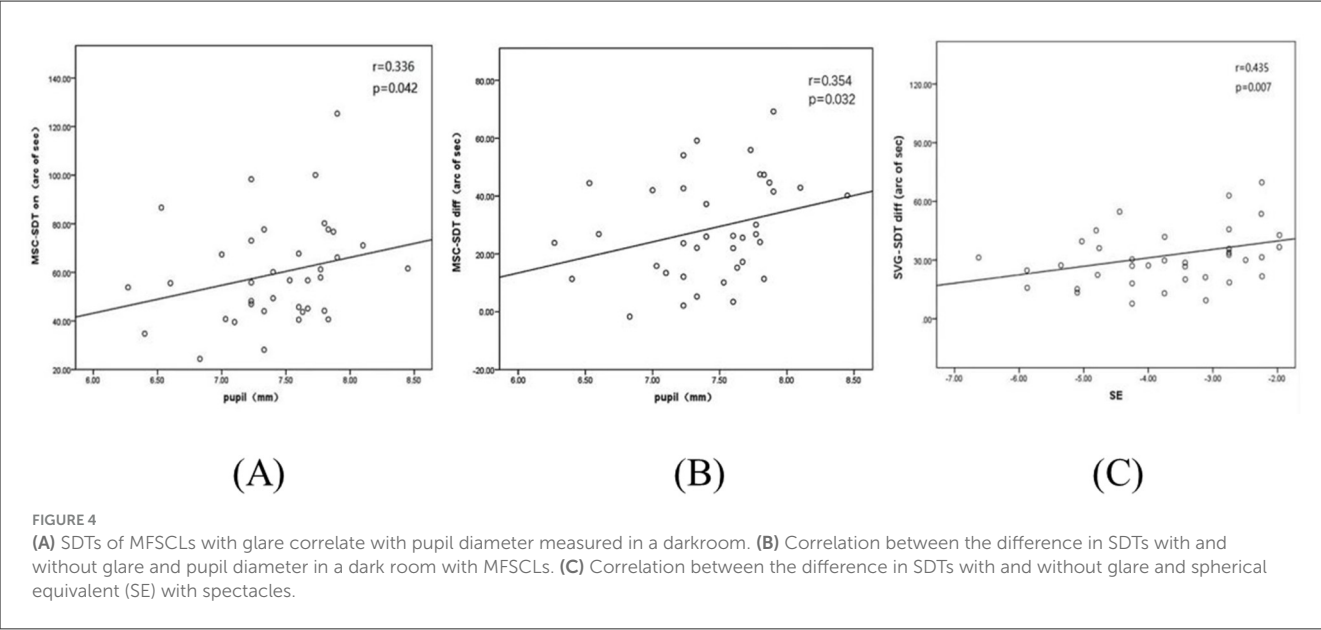 r=0.336
p=0.042
MSC-SDT on (arc of sec)
140.00
120.00
100.00
80.00
60.00
40.00
20.00
6.00 6.50 7.00 7.50 8.00 8.50
pupil (mm)
(A)
r=0.354
p=0.032
MSC-SDT diff (arc of sec)
80.00
60.00
40.00
20.00
0.00
-20.00
6.00 6.50 7.00 7.50 8.00 8.50
pupil (mm)
(B)
r=0.435
p=0.007
SVG-SDT diff (arc of sec)
120.00
90.00
60.00
30.00
.00
-7.00 -6.00 -5.00 -4.00 -3.00 -2.00
SE
(C)
FIGURE 4
(A) SDTs of MFSCLs with glare correlate with pupil diameter measured in a darkroom. (B) Correlation between the difference in SDTs with and
without glare and pupil diameter in a dark room with MFSCLs. (C) Correlation between the difference in SDTs with and without glare and spherical
equivalent (SE) with spectacles.